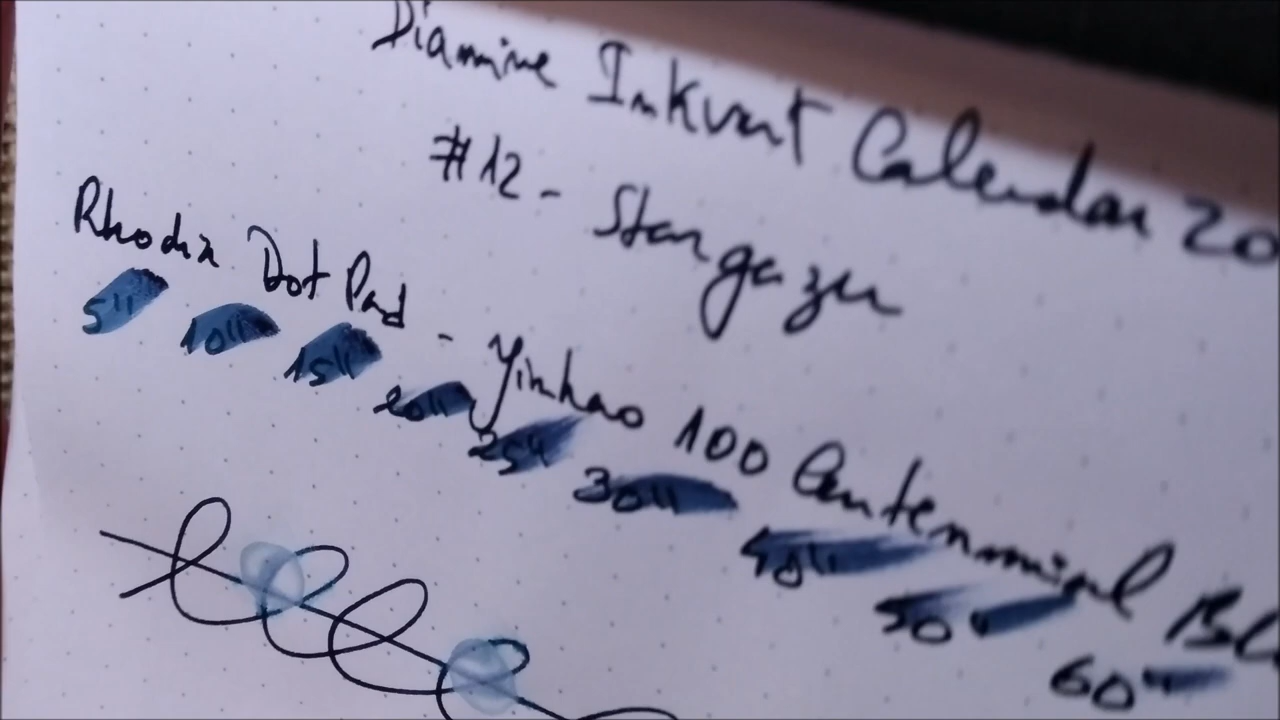 Diamine Inkvent Calendar 20
#12 - Stargazer
Rhodia Dot Pad - Yinhao 100 Centennial Bl
5" 10" 15" 20" 25" 30" 40" 50" 60"